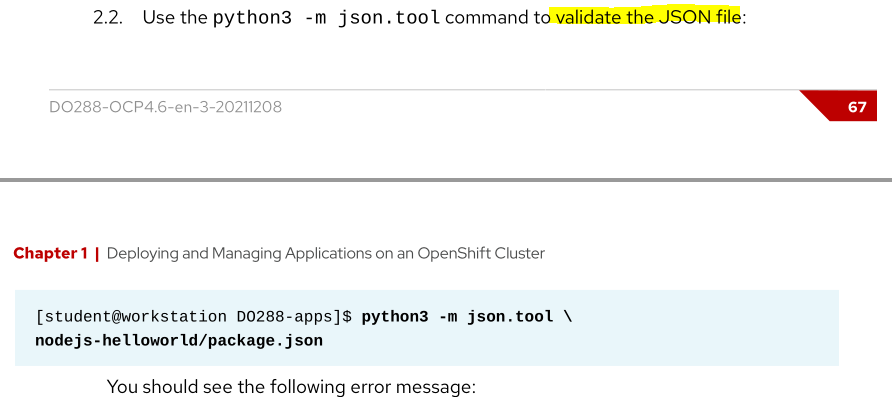 2.2. Use the python3 -m json.tool command to validate the JSON file:
DO288-OCP4.6-en-3-20211208 67
Chapter 1 | Deploying and Managing Applications on an OpenShift Cluster
[student@workstation DO288-apps]$ python3 -m json.tool \
nodejs-helloworld/package.json
You should see the following error message: